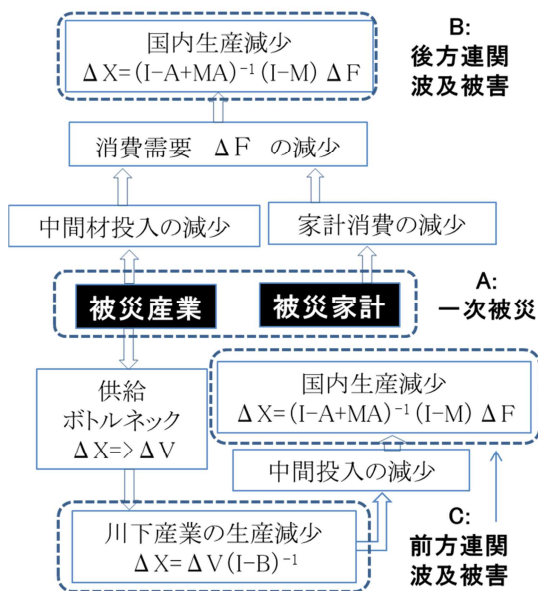 国内生産減少
ΔX=(I-A+MA)⁻¹(I-M) ΔF
B:
後方連関
波及被害
消費需要 ΔF の減少
中間材投入の減少
家計消費の減少
被災産業
被災家計
A:
一次被災
供給
ボトルネック
ΔX=>ΔV
国内生産減少
ΔX=(I-A+MA)⁻¹(I-M) ΔF
中間投入の減少
川下産業の生産減少
ΔX=ΔV(I-B)⁻¹
C:
前方連関
波及被害